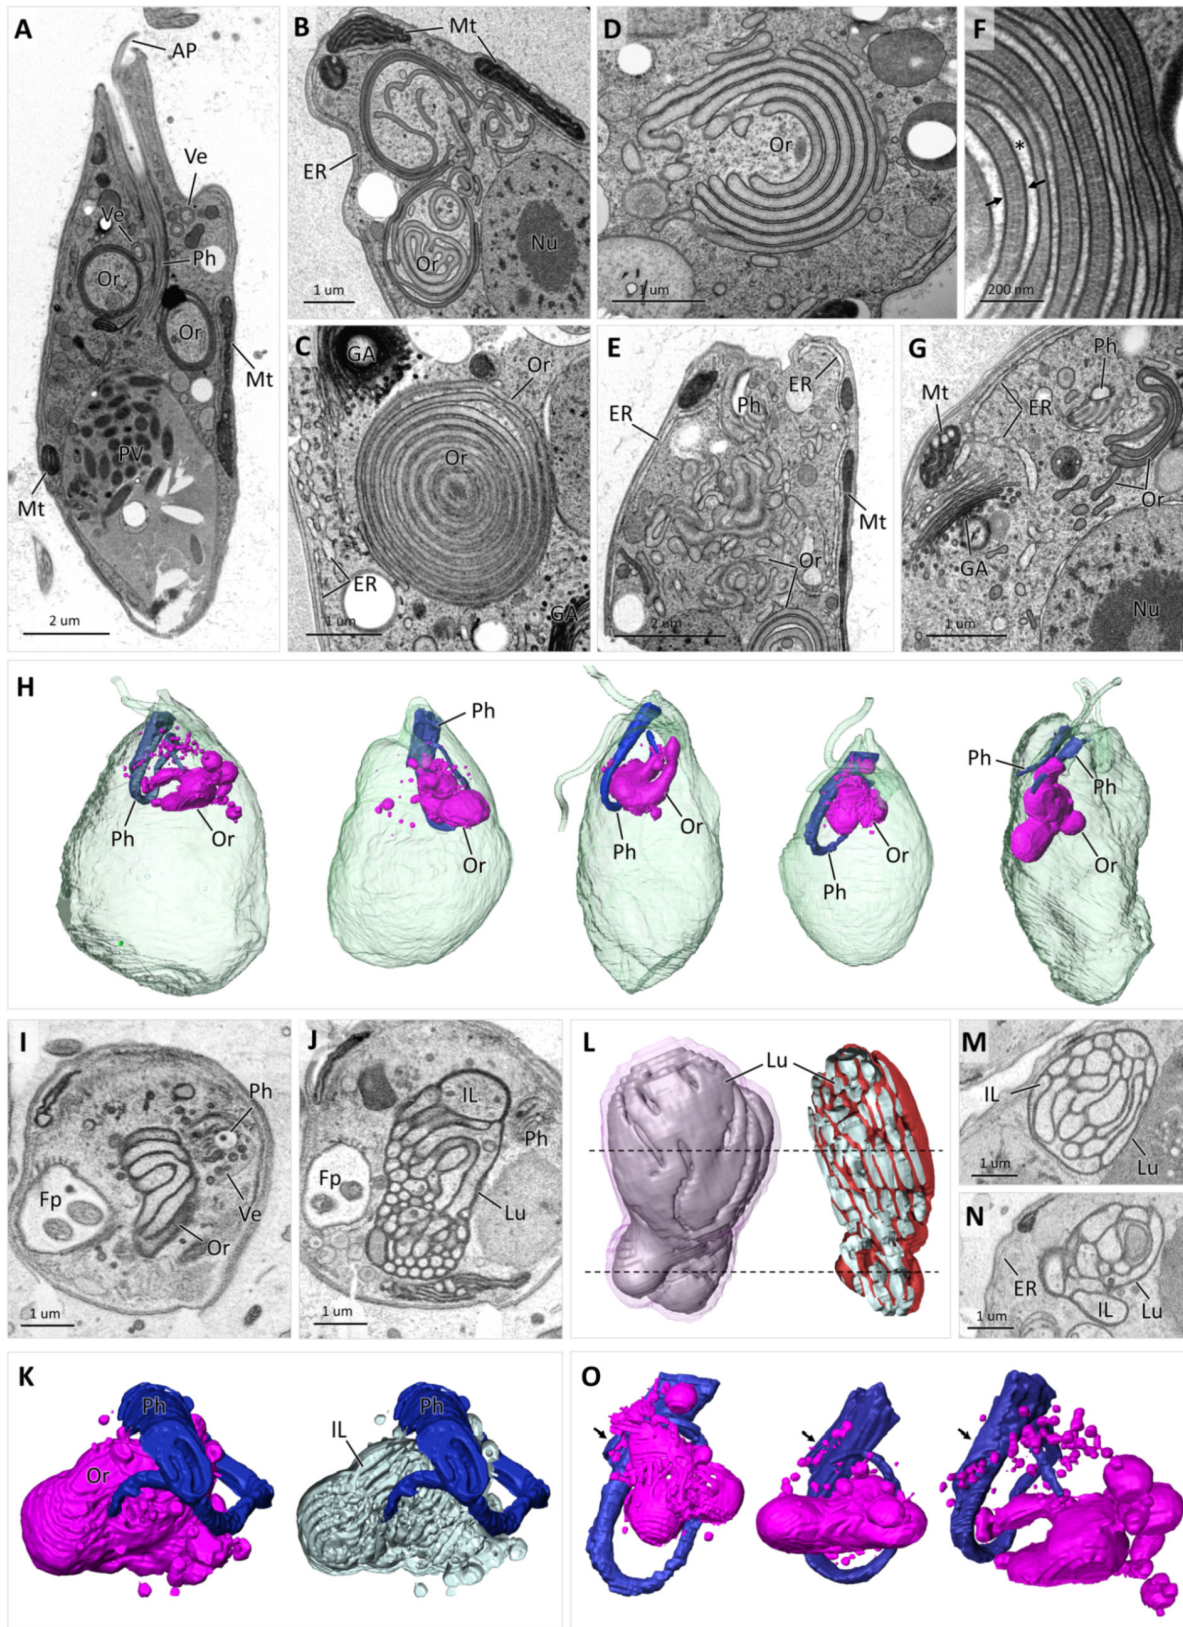 A
AP
Ve
Ve
Ph
Or
Or
Mt
PV
Mt
2 um
B
Mt
ER
Or
Nu
1 um
D
Or
1 um
F
*
200 nm
C
GA
Or
Or
ER
1 um
GA
E
ER
ER
Ph
Mt
Or
2 um
G
Ph
Mt
ER
Or
GA
Nu
1 um
H
Ph
Or
Ph
Or
Ph
Or
Ph
Or
Ph
Ph
Or
I
Ph
Fp
Ve
Or
1 um
J
IL
Ph
Fp
Lu
1 um
L
Lu
M
IL
Lu
1 um
N
ER
IL
Lu
1 um
K
Ph
Or
Ph
IL
O